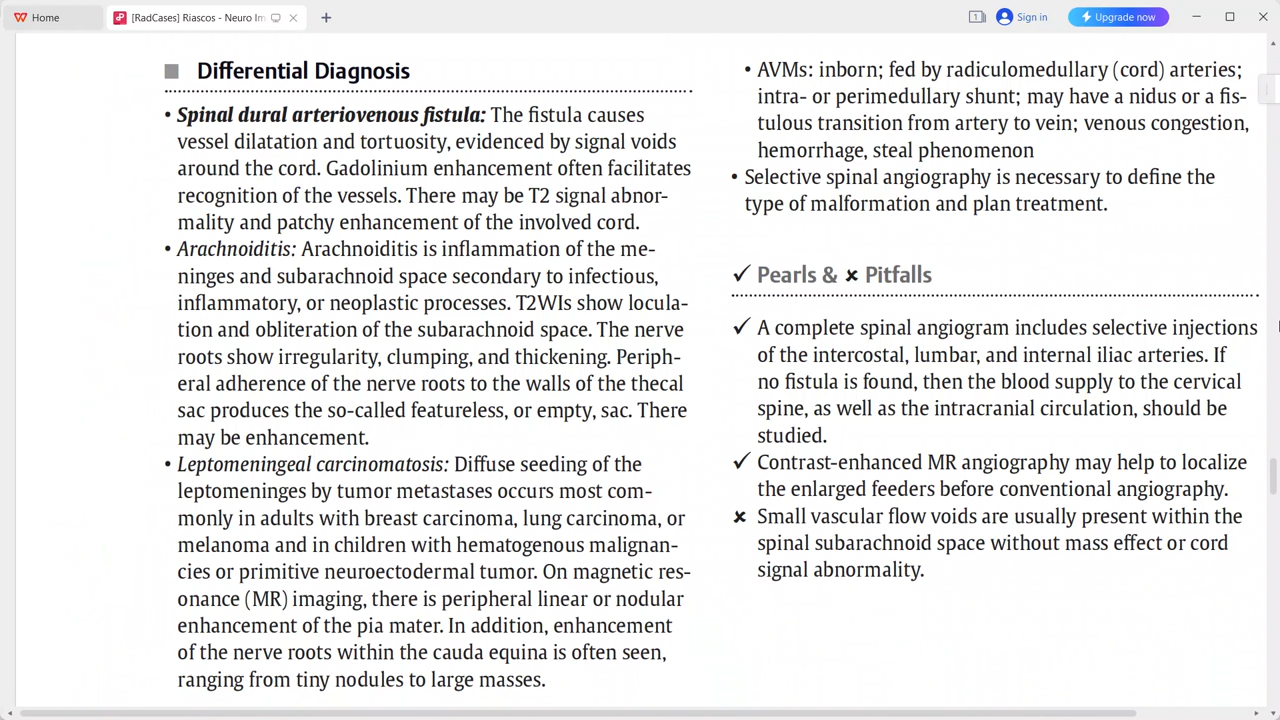 Home
[RadCases] Riascos - Neuro Im
Sign in
Upgrade now
Differential Diagnosis
• Spinal dural arteriovenous fistula: The fistula causes
vessel dilatation and tortuosity, evidenced by signal voids
around the cord. Gadolinium enhancement often facilitates
recognition of the vessels. There may be T2 signal abnor-
mality and patchy enhancement of the involved cord.
• Arachnoiditis: Arachnoiditis is inflammation of the me-
ninges and subarachnoid space secondary to infectious,
inflammatory, or neoplastic processes. T2WIs show locula-
tion and obliteration of the subarachnoid space. The nerve
roots show irregularity, clumping, and thickening. Periph-
eral adherence of the nerve roots to the walls of the thecal
sac produces the so-called featureless, or empty, sac. There
may be enhancement.
• Leptomeningeal carcinomatosis: Diffuse seeding of the
leptomeninges by tumor metastases occurs most com-
monly in adults with breast carcinoma, lung carcinoma, or
melanoma and in children with hematogenous malignan-
cies or primitive neuroectodermal tumor. On magnetic res-
onance (MR) imaging, there is peripheral linear or nodular
enhancement of the pia mater. In addition, enhancement
of the nerve roots within the cauda equina is often seen,
ranging from tiny nodules to large masses.
• AVMs: inborn; fed by radiculomedullary (cord) arteries;
intra- or perimedullary shunt; may have a nidus or a fis-
tulous transition from artery to vein; venous congestion,
hemorrhage, steal phenomenon
• Selective spinal angiography is necessary to define the
type of malformation and plan treatment.
✓ Pearls & ✘ Pitfalls
✓ A complete spinal angiogram includes selective injections
of the intercostal, lumbar, and internal iliac arteries. If
no fistula is found, then the blood supply to the cervical
spine, as well as the intracranial circulation, should be
studied.
✓ Contrast-enhanced MR angiography may help to localize
the enlarged feeders before conventional angiography.
✘ Small vascular flow voids are usually present within the
spinal subarachnoid space without mass effect or cord
signal abnormality.